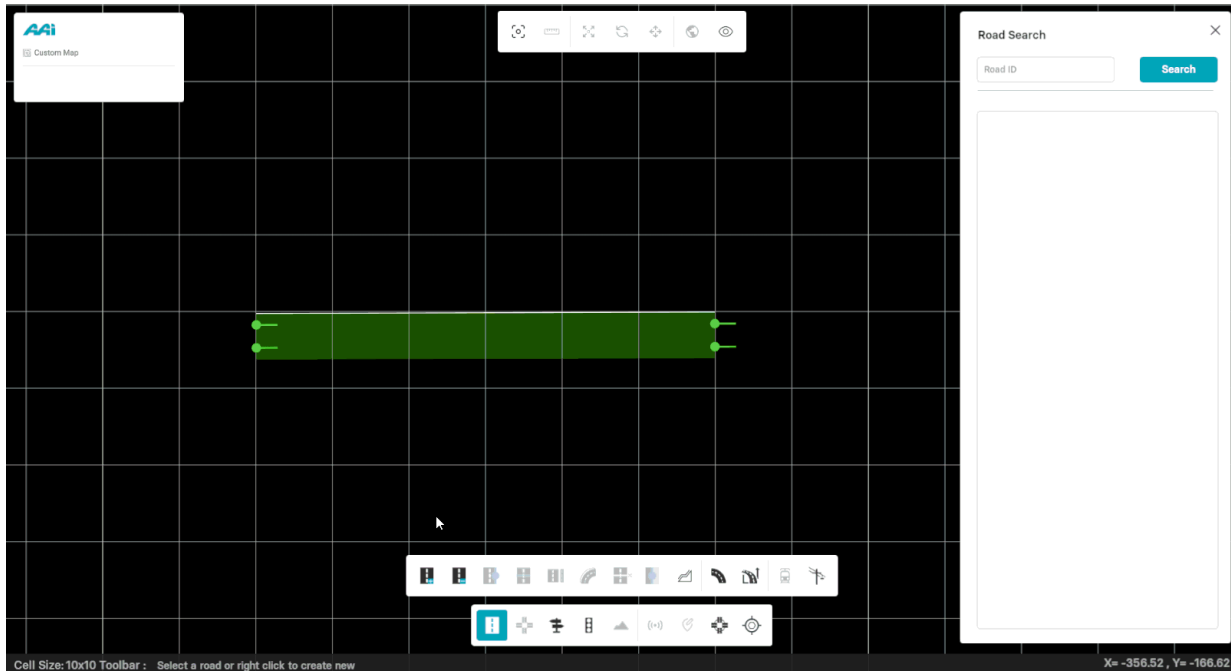 AAi
Custom Map
Road Search
Road ID
Search
Cell Size: 10x10 Toolbar : Select a road or right click to create new
X= -356.52 , Y= -166.62